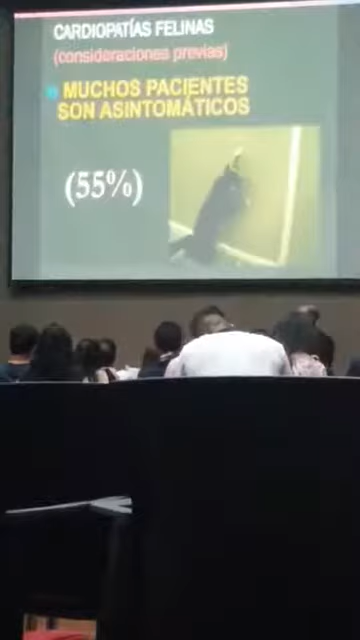 CARDIOPATÍAS FELINAS
(consideraciones previas)
MUCHOS PACIENTES
SON ASINTOMÁTICOS
(55%)